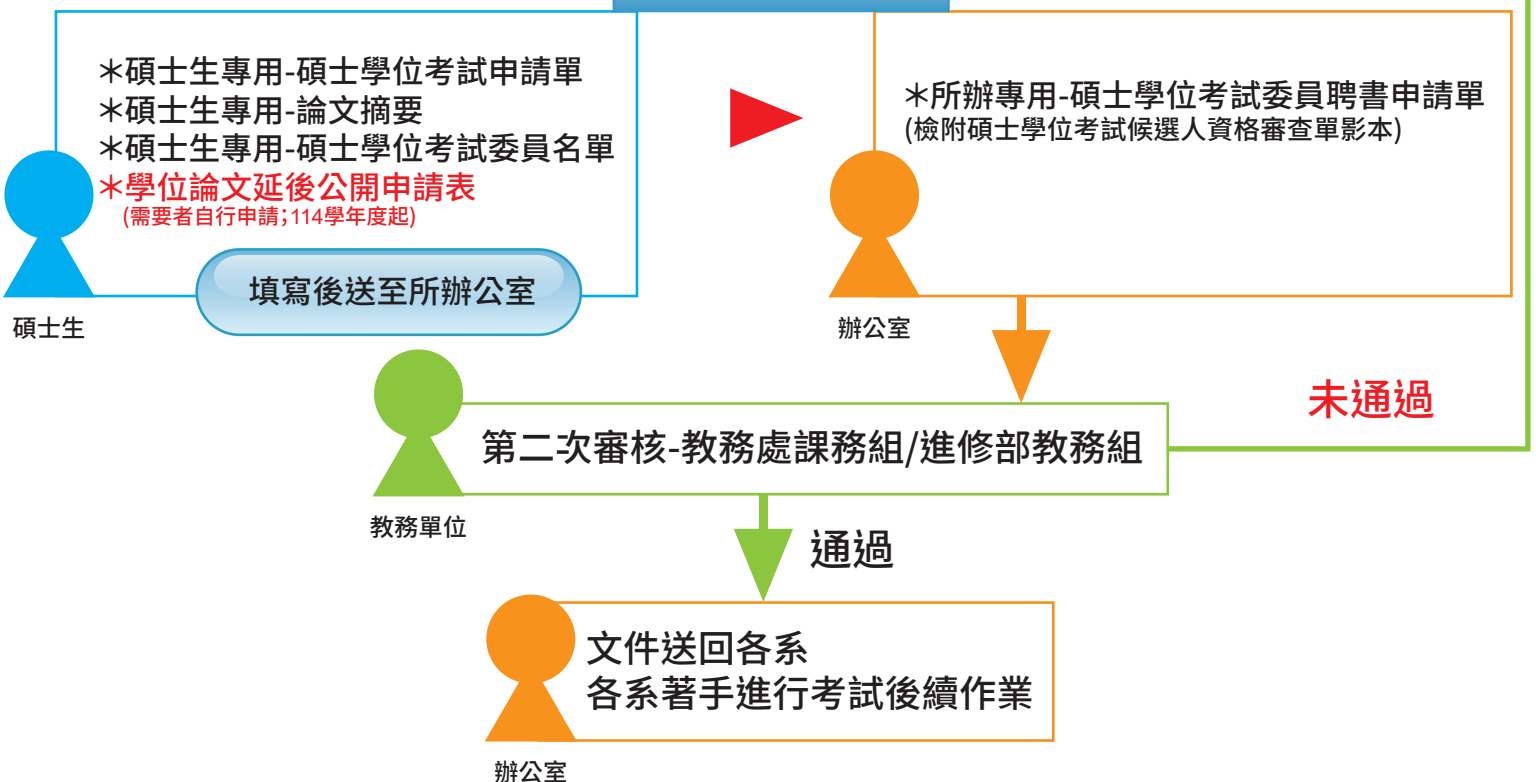 ＊碩士生專用-碩士學位考試申請單
＊碩士生專用-論文摘要
＊碩士生專用-碩士學位考試委員名單
＊學位論文延後公開申請表
(需要者自行申請;114學年度起)
填寫後送至所辦公室
碩士生
＊所辦專用-碩士學位考試委員聘書申請單
(檢附碩士學位考試候選人資格審查單影本)
辦公室
未通過
第二次審核-教務處課務組/進修部教務組
教務單位
通過
文件送回各系
各系著手進行考試後續作業
辦公室